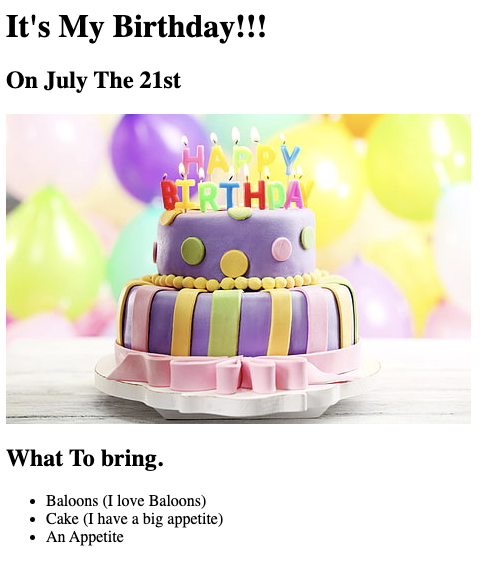 It's My Birthday!!!
On July The 21st
HAPPY
BIRTHDAY
What To bring.
Baloons (I love Baloons)
Cake (I have a big appetite)
An Appetite